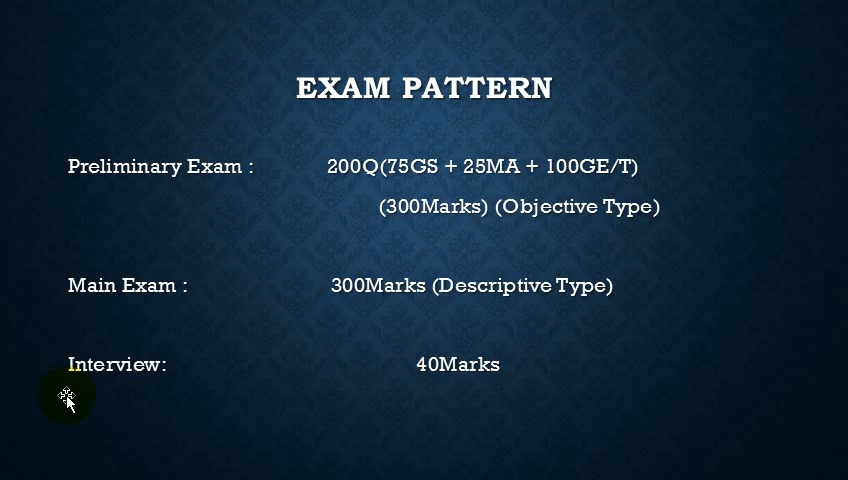 EXAM PATTERN
Preliminary Exam : 200Q(75GS + 25MA + 100GE/T)
(300Marks) (Objective Type)
Main Exam : 300Marks (Descriptive Type)
Interview: 40Marks